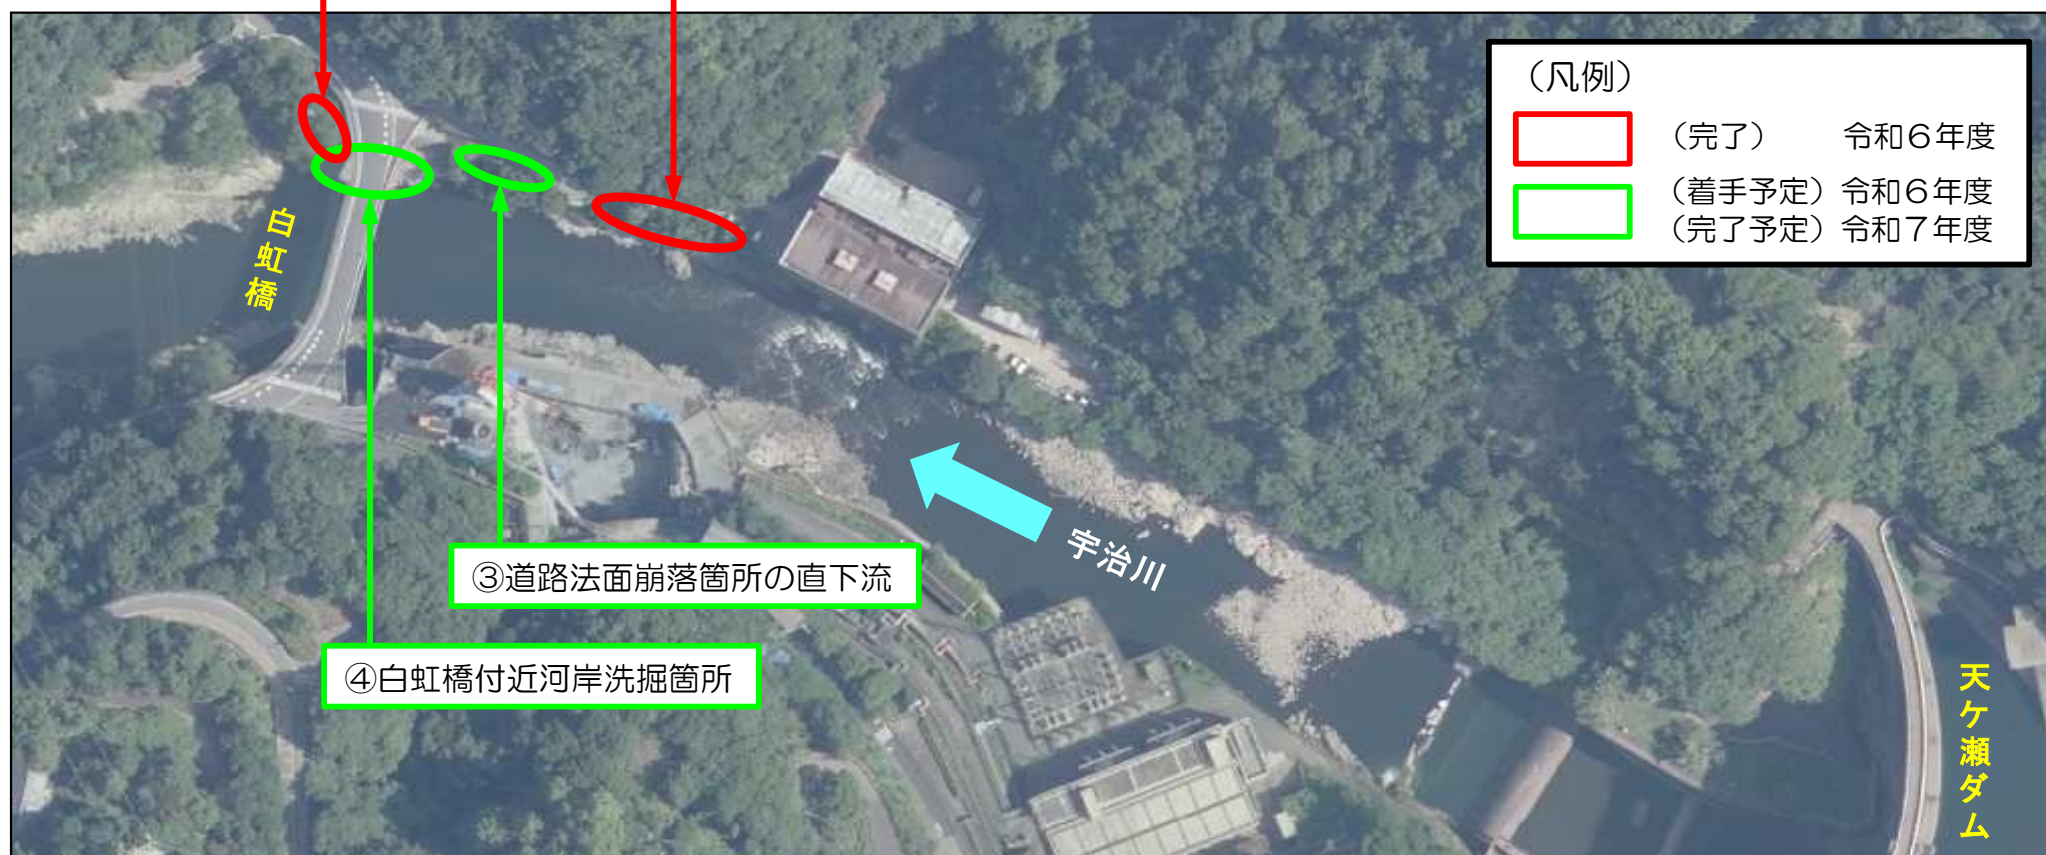 （凡例）
（完了）　　令和６年度
（着手予定）令和６年度
（完了予定）令和７年度
白虹橋
宇治川
③道路法面崩落箇所の直下流
④白虹橋付近河岸洗掘箇所
天ケ瀬ダム